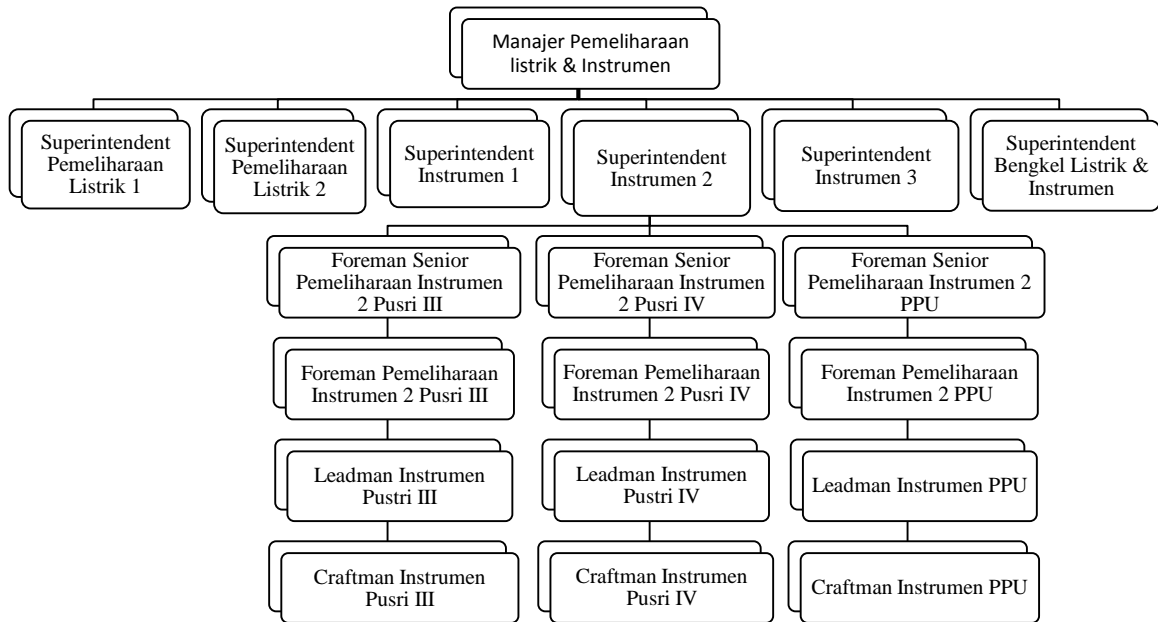 Manajer Pemeliharaan
listrik & Instrumen
Superintendent
Pemeliharaan
Listrik 1
Superintendent
Pemeliharaan
Listrik 2
Superintendent
Instrumen 1
Superintendent
Instrumen 2
Superintendent
Instrumen 3
Superintendent
Bengkel Listrik &
Instrumen
Foreman Senior
Pemeliharaan Instrumen
2 Pusri III
Foreman Senior
Pemeliharaan Instrumen
2 Pusri IV
Foreman Senior
Pemeliharaan Instrumen 2
PPU
Foreman Pemeliharaan
Instrumen 2 Pusri III
Foreman Pemeliharaan
Instrumen 2 Pusri IV
Foreman Pemeliharaan
Instrumen 2 PPU
Leadman Instrumen
Pustri III
Leadman Instrumen
Pustri IV
Leadman Instrumen PPU
Craftman Instrumen
Pusri III
Craftman Instrumen
Pusri IV
Craftman Instrumen PPU